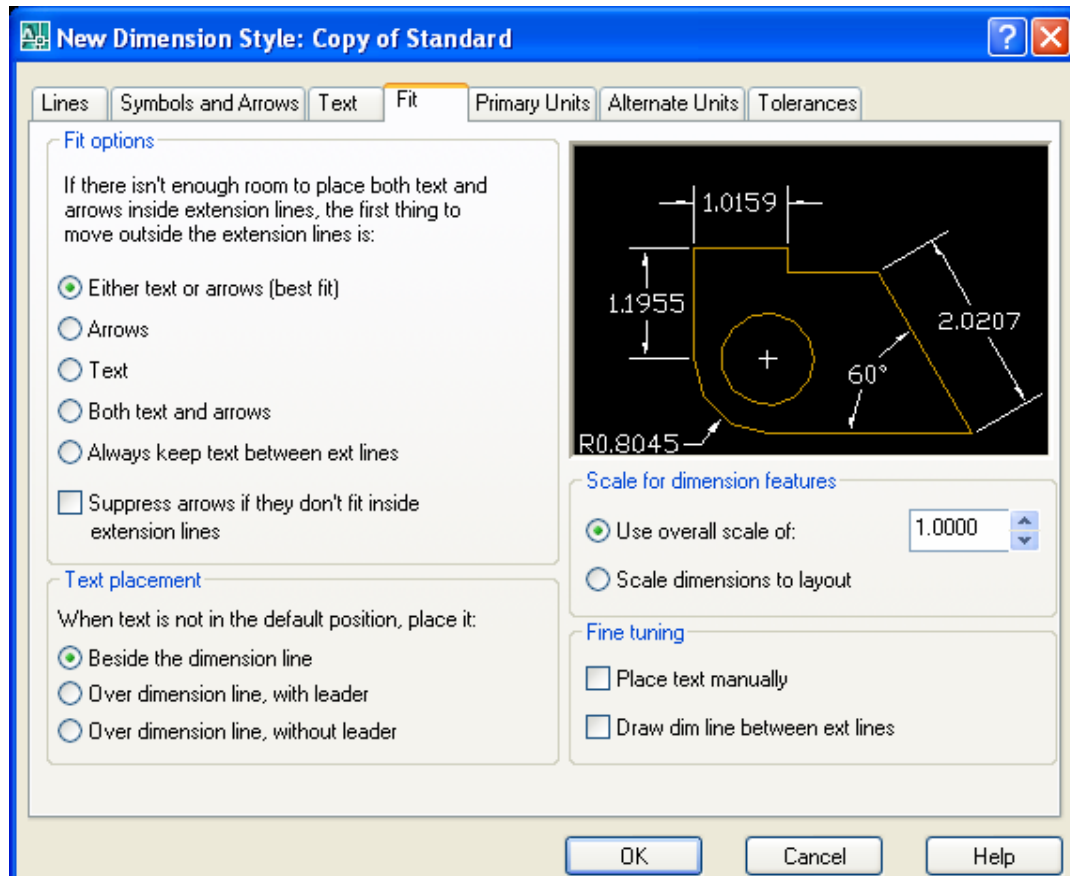 New Dimension Style: Copy of Standard
Lines Symbols and Arrows Text Fit Primary Units Alternate Units Tolerances
Fit options
If there isn't enough room to place both text and
arrows inside extension lines, the first thing to
move outside the extension lines is:
Either text or arrows (best fit)
Arrows
Text
Both text and arrows
Always keep text between ext lines
Suppress arrows if they don't fit inside
extension lines
Text placement
When text is not in the default position, place it:
Beside the dimension line
Over dimension line, with leader
Over dimension line, without leader
1.0159
1.1955
2.0207
60°
R0.8045
Scale for dimension features
Use overall scale of: 1.0000
Scale dimensions to layout
Fine tuning
Place text manually
Draw dim line between ext lines
OK Cancel Help